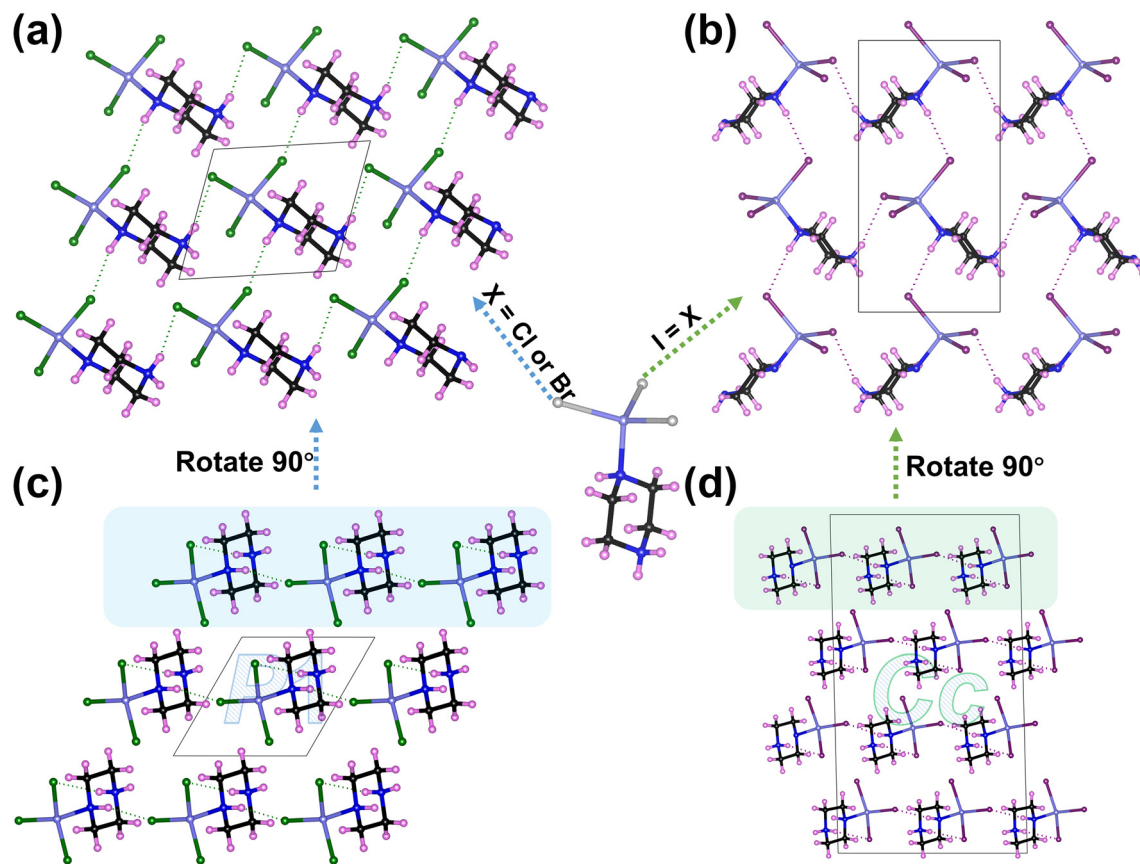 (a)
(b)
X = Cl or Br
I = X
Rotate 90°
Rotate 90°
(c)
(d)
P1
Cc